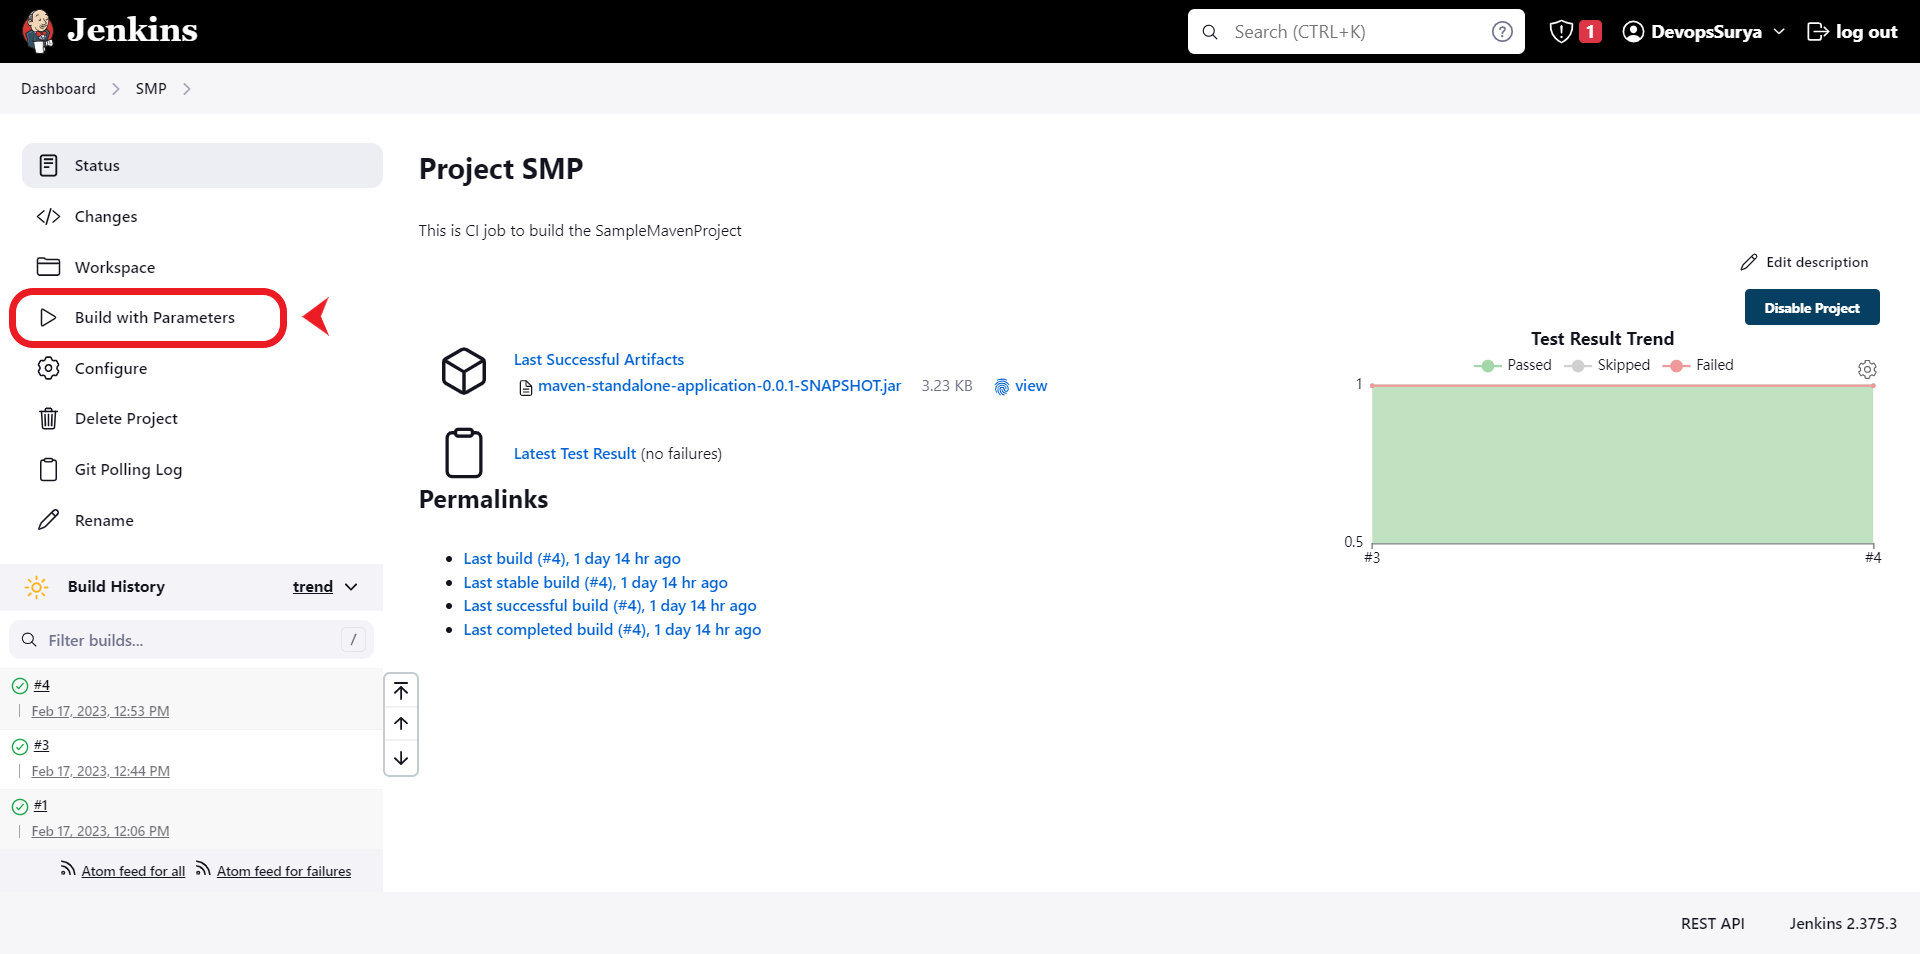 Jenkins
Search (CTRL+K)
?
1
DevopsSurya
log out
Dashboard
SMP
Status
Changes
Workspace
Build with Parameters
Configure
Delete Project
Git Polling Log
Rename
Build History
trend
Filter builds...
/
#4
Feb 17, 2023, 12:53 PM
#3
Feb 17, 2023, 12:44 PM
#1
Feb 17, 2023, 12:06 PM
Atom feed for all
Atom feed for failures
Project SMP
This is CI job to build the SampleMavenProject
Edit description
Disable Project
Last Successful Artifacts
maven-standalone-application-0.0.1-SNAPSHOT.jar 3.23 KB view
Latest Test Result (no failures)
Permalinks
Last build (#4), 1 day 14 hr ago
Last stable build (#4), 1 day 14 hr ago
Last successful build (#4), 1 day 14 hr ago
Last completed build (#4), 1 day 14 hr ago
Test Result Trend
Passed Skipped Failed
1
0.5
#3 #4
REST API
Jenkins 2.375.3